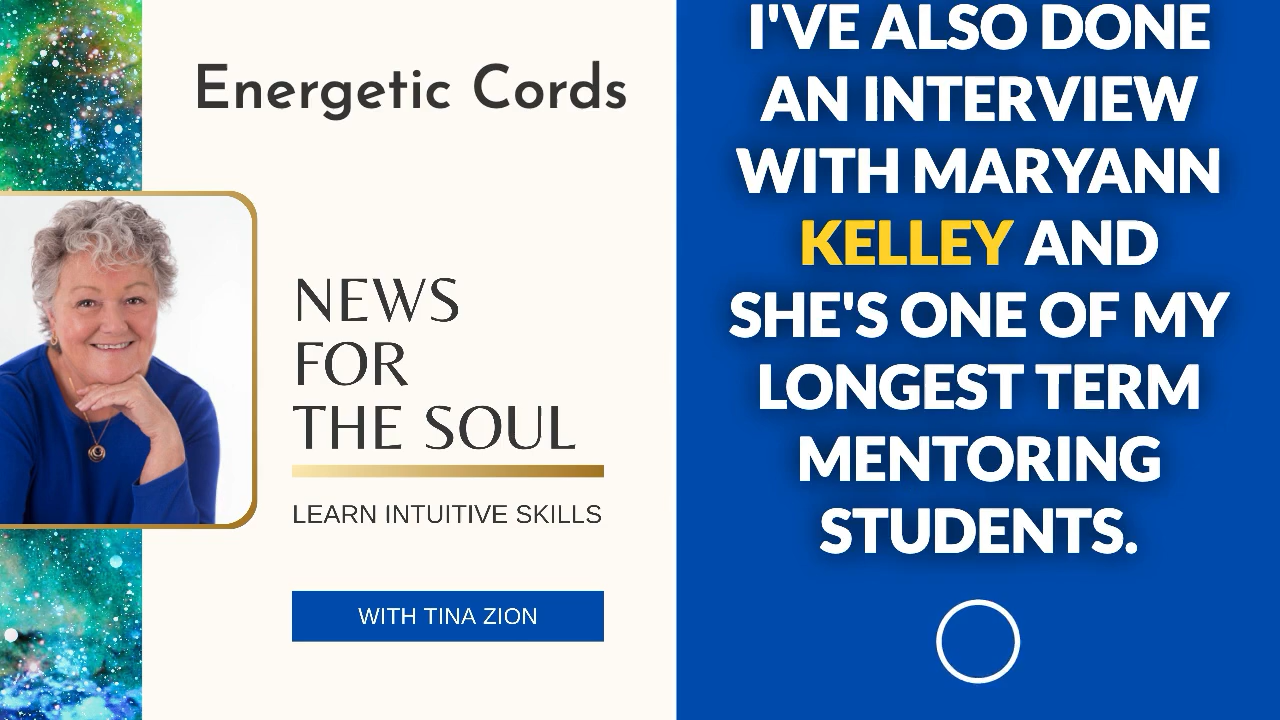 Energetic Cords
NEWS
FOR
THE SOUL
LEARN INTUITIVE SKILLS
WITH TINA ZION
I'VE ALSO DONE
AN INTERVIEW
WITH MARYANN
KELLEY AND
SHE'S ONE OF MY
LONGEST TERM
MENTORING
STUDENTS.